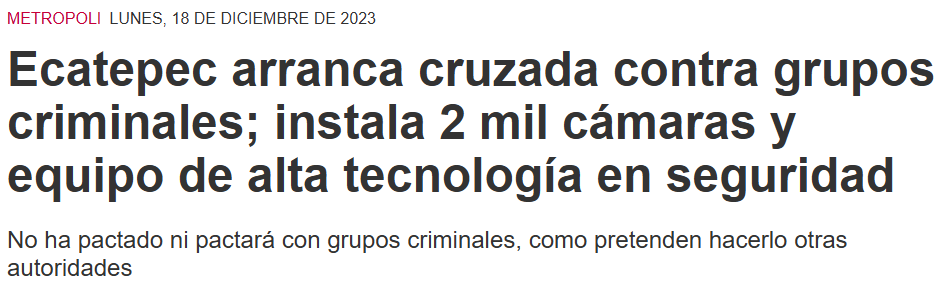 METROPOLI LUNES, 18 DE DICIEMBRE DE 2023
Ecatepec arranca cruzada contra grupos
criminales; instala 2 mil cámaras y
equipo de alta tecnología en seguridad
No ha pactado ni pactará con grupos criminales, como pretenden hacerlo otras
autoridades